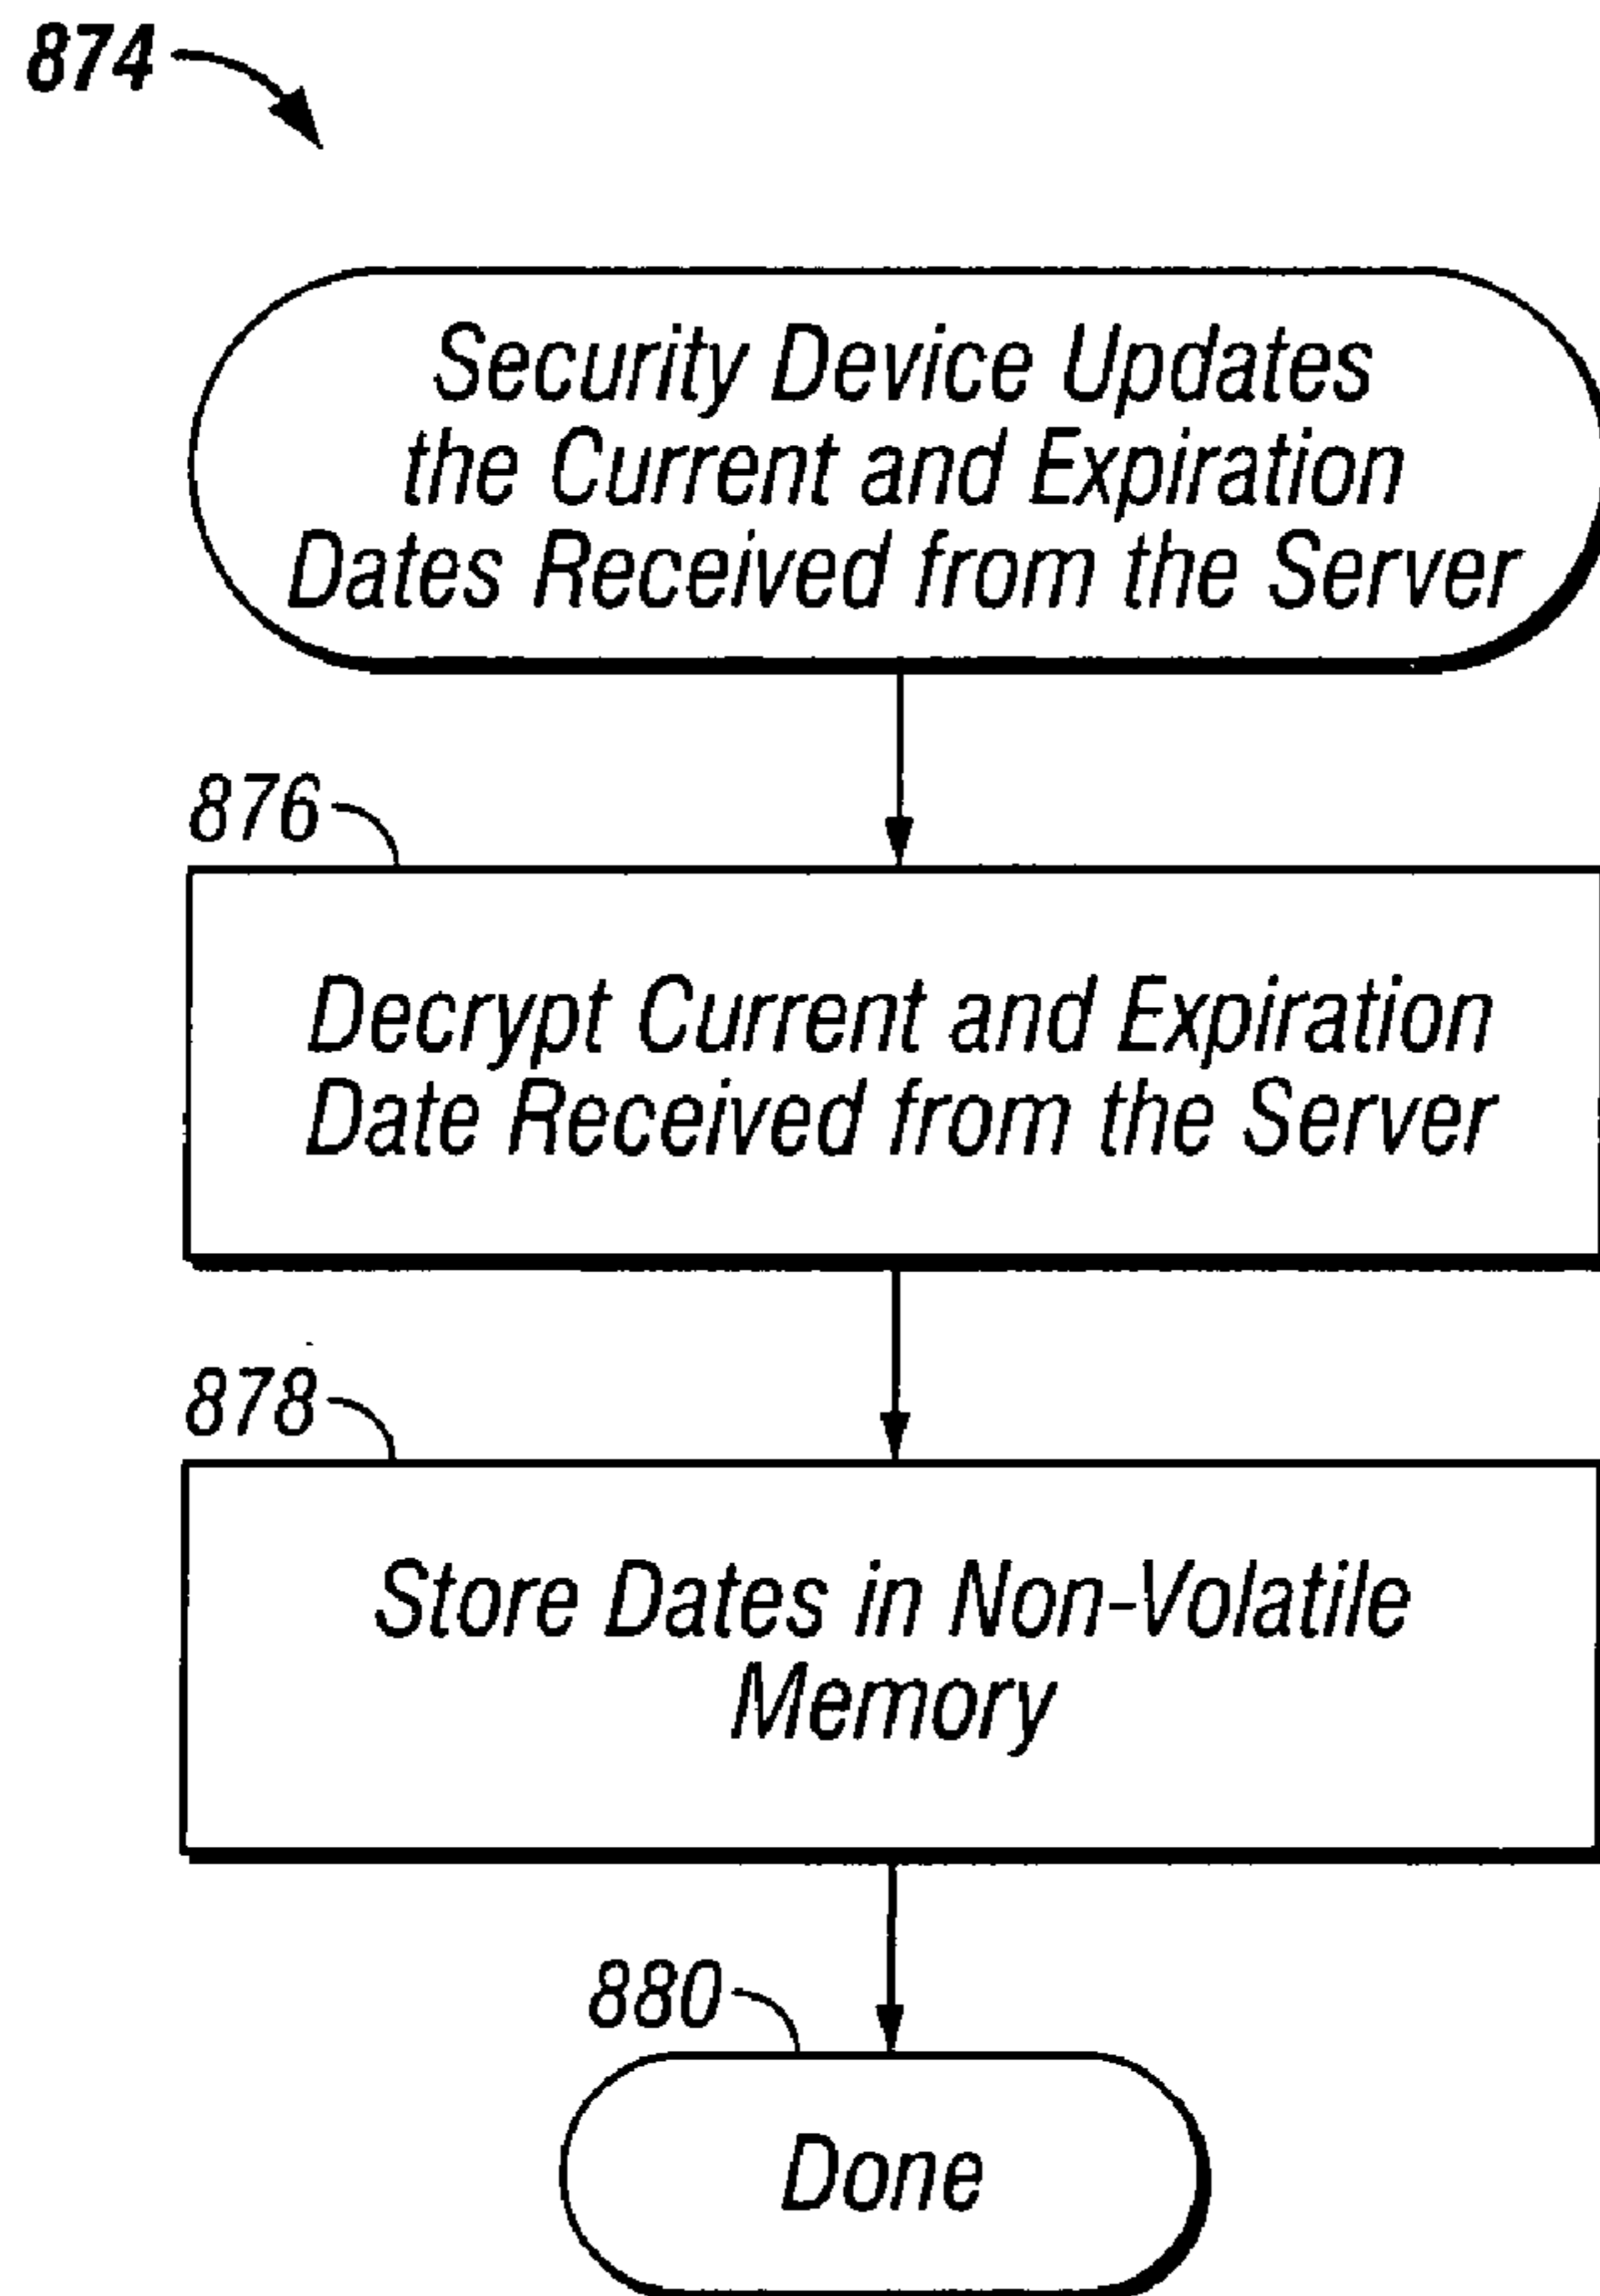 874
Security Device Updates
the Current and Expiration
Dates Received from the Server
876
Decrypt Current and Expiration
Date Received from the Server
878
Store Dates in Non-Volatile
Memory
880
Done